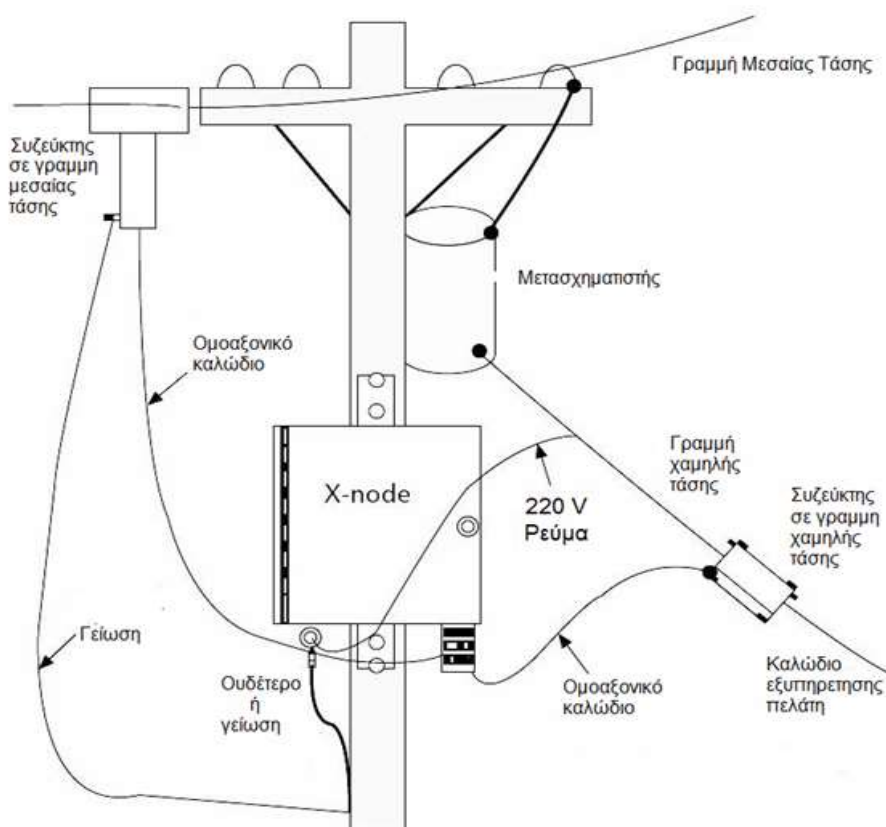 Γραμμή Μεσαίας Τάσης
Συζεύκτης
σε γραμμη
μεσαίας
τάσης
Μετασχηματιστής
Ομοαξονικό
καλώδιο
Γραμμή
χαμηλής
τάσης
Συζεύκτης
σε γραμμη
χαμηλής
τάσης
X-node
220 V
Ρεύμα
Γείωση
Ουδέτερο
ή
γείωση
Ομοαξονικό
καλώδιο
Καλώδιο
εξυπηρετησης
πελάτη